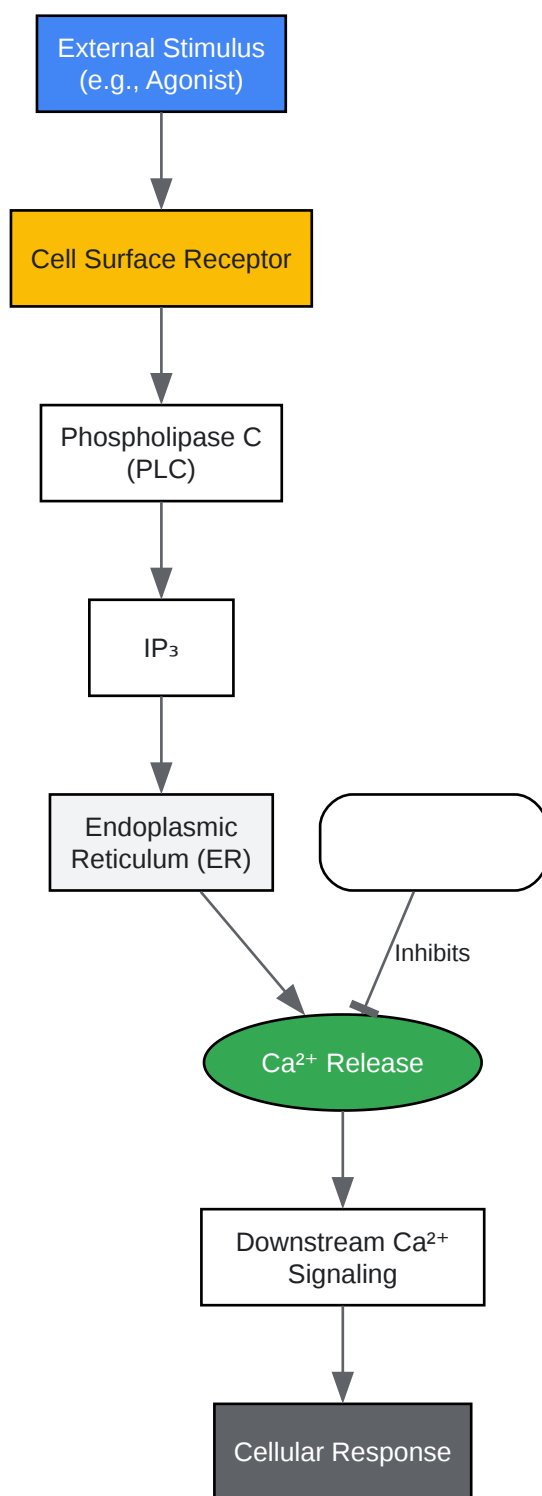 External Stimulus
(e.g., Agonist)
Cell Surface Receptor
Phospholipase C
(PLC)
IP₃
Endoplasmic
Reticulum (ER)
Inhibits
Ca²⁺ Release
Downstream Ca²⁺
Signaling
Cellular Response